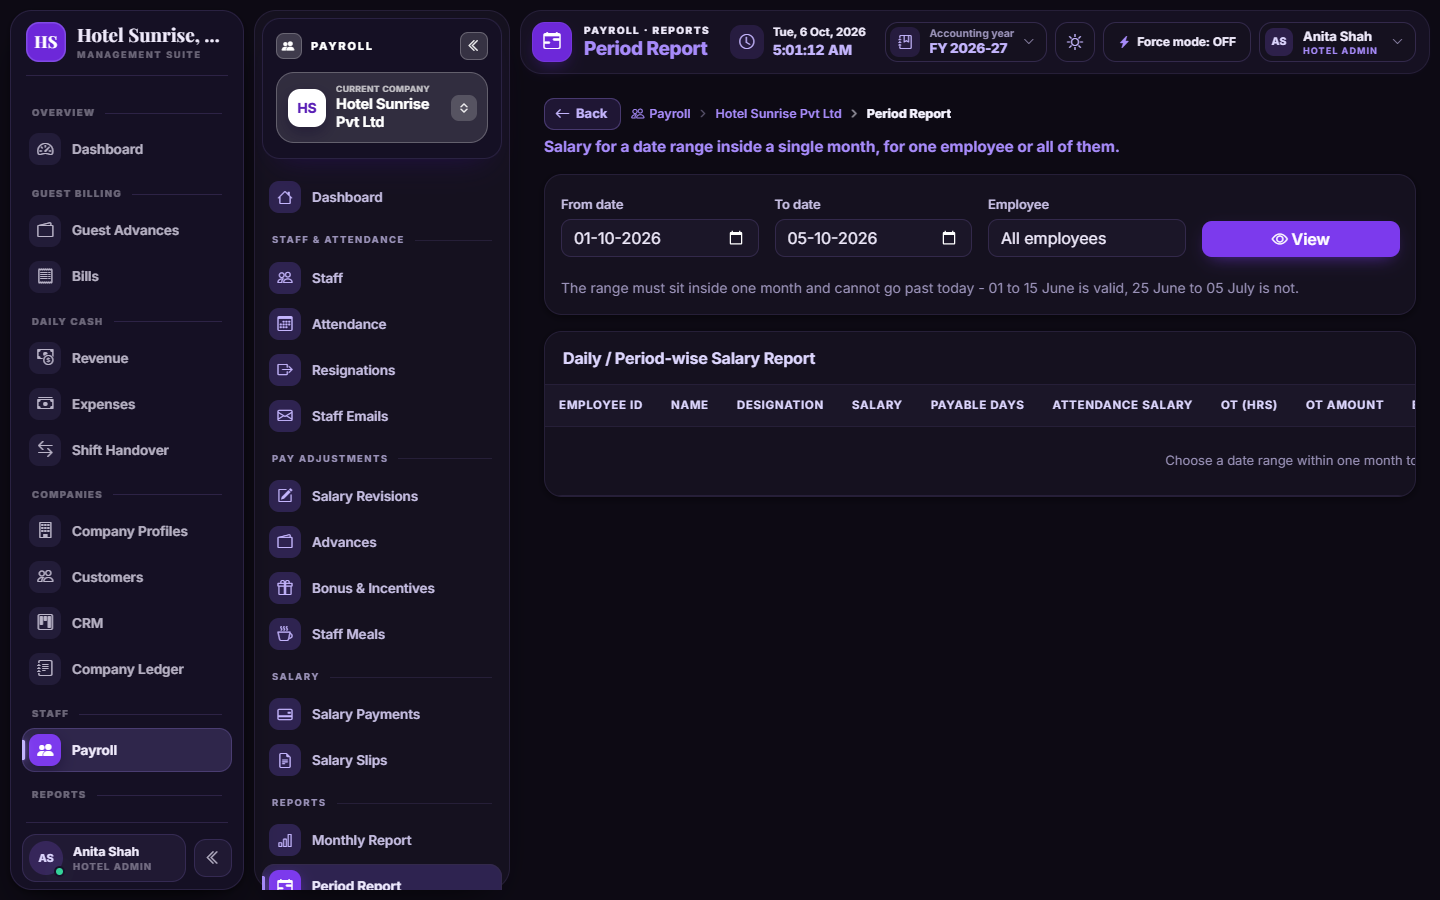 HS
Hotel Sunrise, ...
MANAGEMENT SUITE
OVERVIEW
Dashboard
GUEST BILLING
Guest Advances
Bills
DAILY CASH
Revenue
Expenses
Shift Handover
COMPANIES
Company Profiles
Customers
CRM
Company Ledger
STAFF
Payroll
REPORTS
AS
Anita Shah
HOTEL ADMIN
PAYROLL
HS
CURRENT COMPANY
Hotel Sunrise
Pvt Ltd
Dashboard
STAFF & ATTENDANCE
Staff
Attendance
Resignations
Staff Emails
PAY ADJUSTMENTS
Salary Revisions
Advances
Bonus & Incentives
Staff Meals
SALARY
Salary Payments
Salary Slips
REPORTS
Monthly Report
Period Report
PAYROLL · REPORTS
Period Report
Tue, 6 Oct, 2026
5:01:12 AM
Accounting year
FY 2026-27
Force mode: OFF
AS
Anita Shah
HOTEL ADMIN
Back
Payroll > Hotel Sunrise Pvt Ltd > Period Report
Salary for a date range inside a single month, for one employee or all of them.
From date To date Employee
01-10-2026 05-10-2026 All employees View
The range must sit inside one month and cannot go past today - 01 to 15 June is valid, 25 June to 05 July is not.
Daily / Period-wise Salary Report
EMPLOYEE ID NAME DESIGNATION SALARY PAYABLE DAYS ATTENDANCE SALARY OT (HRS) OT AMOUNT
Choose a date range within one month to